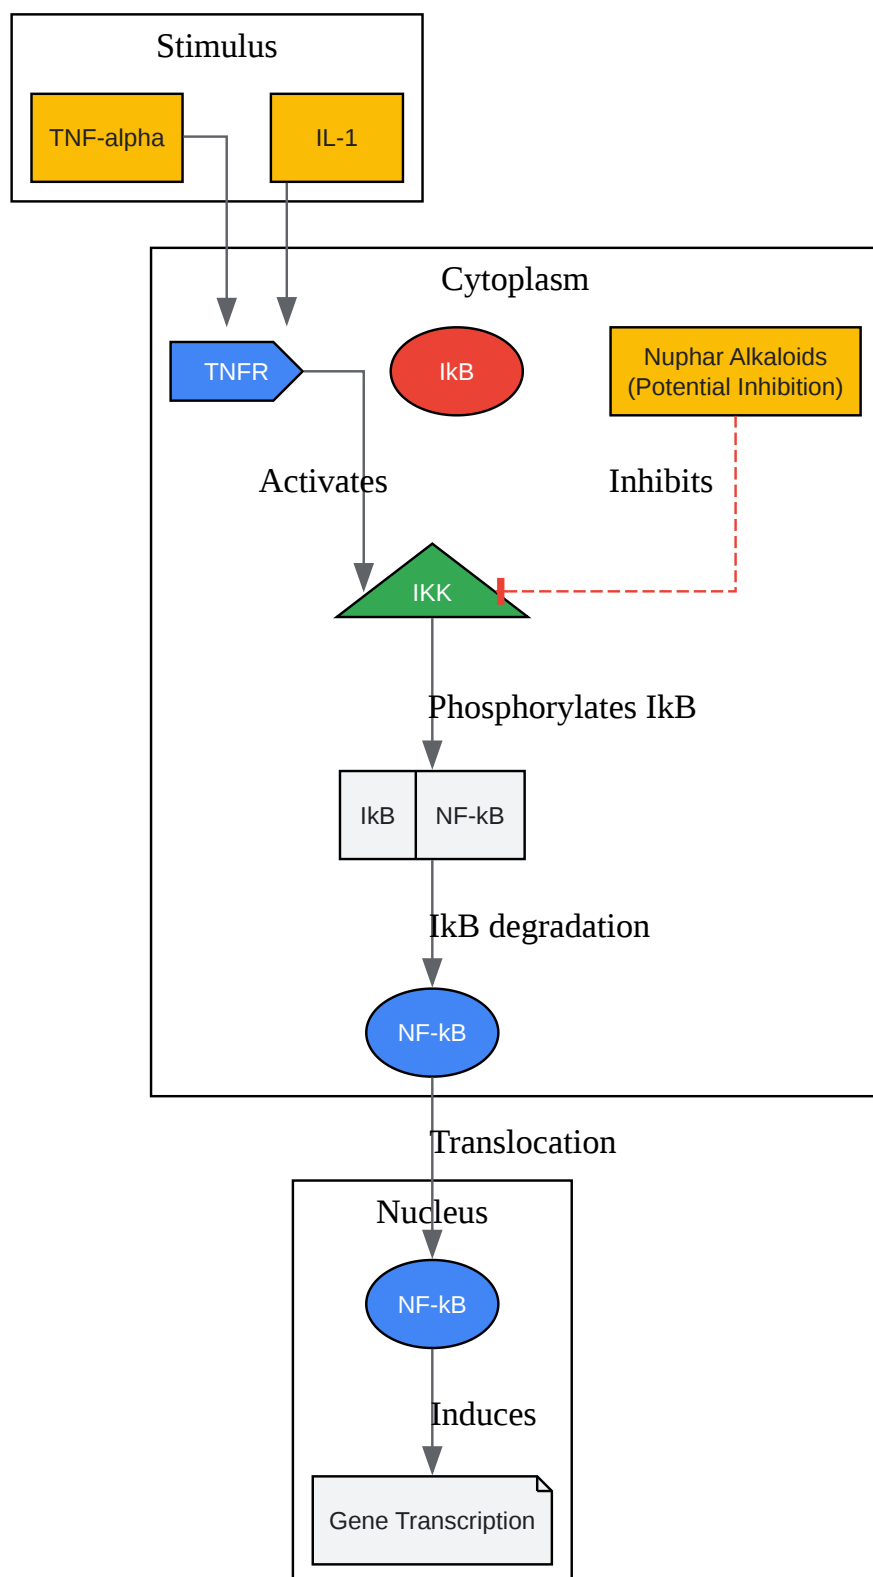 Stimulus
TNF-alpha
IL-1
Cytoplasm
TNFR
IkB
Nuphar Alkaloids
(Potential Inhibition)
Activates
Inhibits
IKK
Phosphorylates IkB
IkB
NF-kB
IkB degradation
NF-kB
Translocation
Nucleus
NF-kB
Induces
Gene Transcription